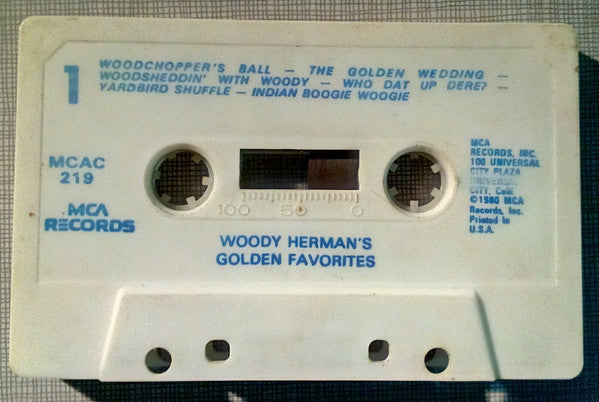 1
WOODCHOPPER'S BALL – THE GOLDEN WEDDING –
WOODSHEDDIN' WITH WOODY – WHO DAT UP DERE? –
YARDBIRD SHUFFLE – INDIAN BOOGIE WOOGIE
MCAC
219
MCA
RECORDS
MCA
RECORDS, INC.
100 UNIVERSAL
CITY PLAZA
UNIVERSAL
CITY, Calif.
©1980 MCA
Records, Inc.
Printed in
U.S.A.
100 50 0
WOODY HERMAN'S
GOLDEN FAVORITES